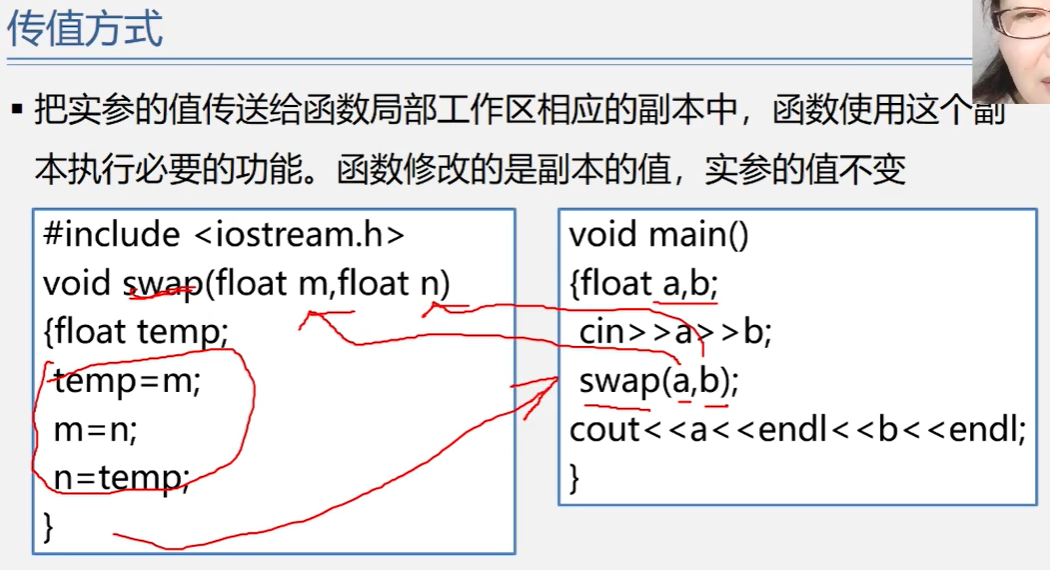 传值方式
▪ 把实参的值传送给函数局部工作区相应的副本中，函数使用这个副
本执行必要的功能。函数修改的是副本的值，实参的值不变
#include <iostream.h>
void swap(float m,float n)
{float temp;
temp=m;
m=n;
n=temp;
}
void main()
{float a,b;
cin>>a>>b;
swap(a,b);
cout<<a<<endl<<b<<endl;
}